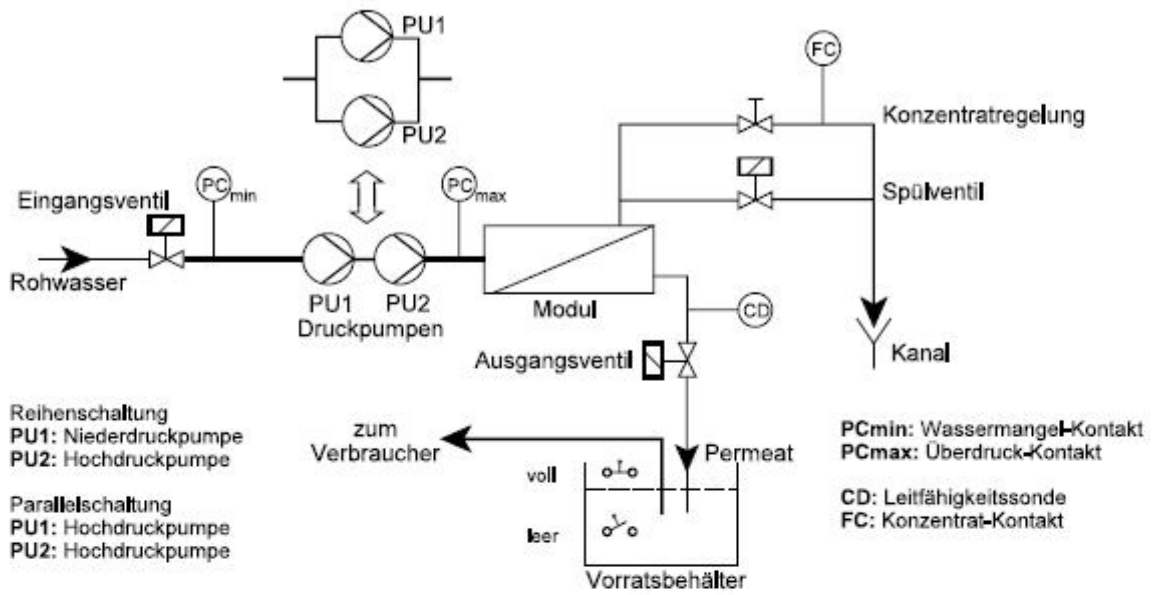 PU1
FC
PU2
Konzentratregelung
Eingangsventil
PCmin
PCmax
Spülventil
Rohwasser
PU1 PU2
Druckpumpen
Modul
CD
Ausgangsventil
Kanal
Reihenschaltung
PU1: Niederdruckpumpe
PU2: Hochdruckpumpe
Parallelschaltung
PU1: Hochdruckpumpe
PU2: Hochdruckpumpe
zum
Verbraucher
Permeat
voll
leer
Vorratsbehälter
PCmin: Wassermangel-Kontakt
PCmax: Überdruck-Kontakt
CD: Leitfähigkeitssonde
FC: Konzentrat-Kontakt